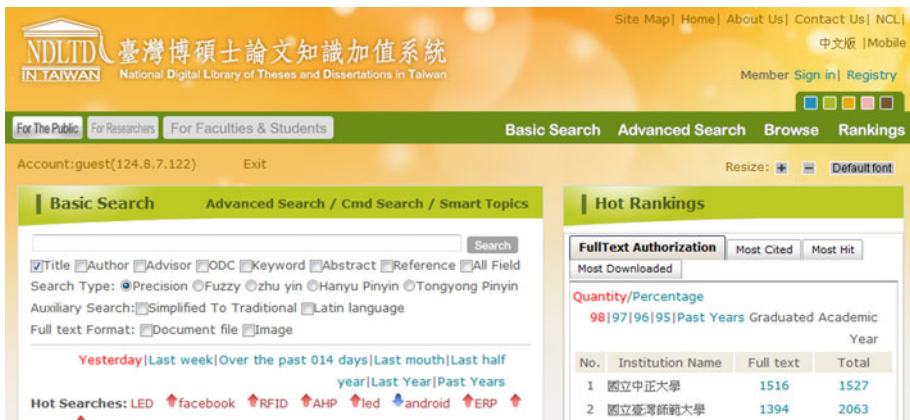 Site Map| Home| About Us| Contact Us| NCL|
中文版 |Mobile
NDLTD 臺灣博碩士論文知識加值系統
IN TAIWAN National Digital Library of Theses and Dissertations in Taiwan
Member Sign in| Registry
For The Public For Researchers For Faculties & Students Basic Search Advanced Search Browse Rankings
Account:guest(124.8.7.122) Exit Resize: + - Default font
Basic Search Advanced Search / Cmd Search / Smart Topics
Search
Title Author Advisor ODC Keyword Abstract Reference All Field
Search Type: Precision Fuzzy zhu yin Hanyu Pinyin Tongyong Pinyin
Auxiliary Search: Simplified To Traditional Latin language
Full text Format: Document file Image
Yesterday|Last week|Over the past 014 days|Last mouth|Last half
year|Last Year|Past Years
Hot Searches: LED facebook RFID AHP led android ERP
Hot Rankings
FullText Authorization Most Cited Most Hit
Most Downloaded
Quantity/Percentage
98|97|96|95|Past Years Graduated Academic
Year
No. Institution Name Full text Total
1 國立中正大學 1516 1527
2 國立臺灣師範大學 1394 2063